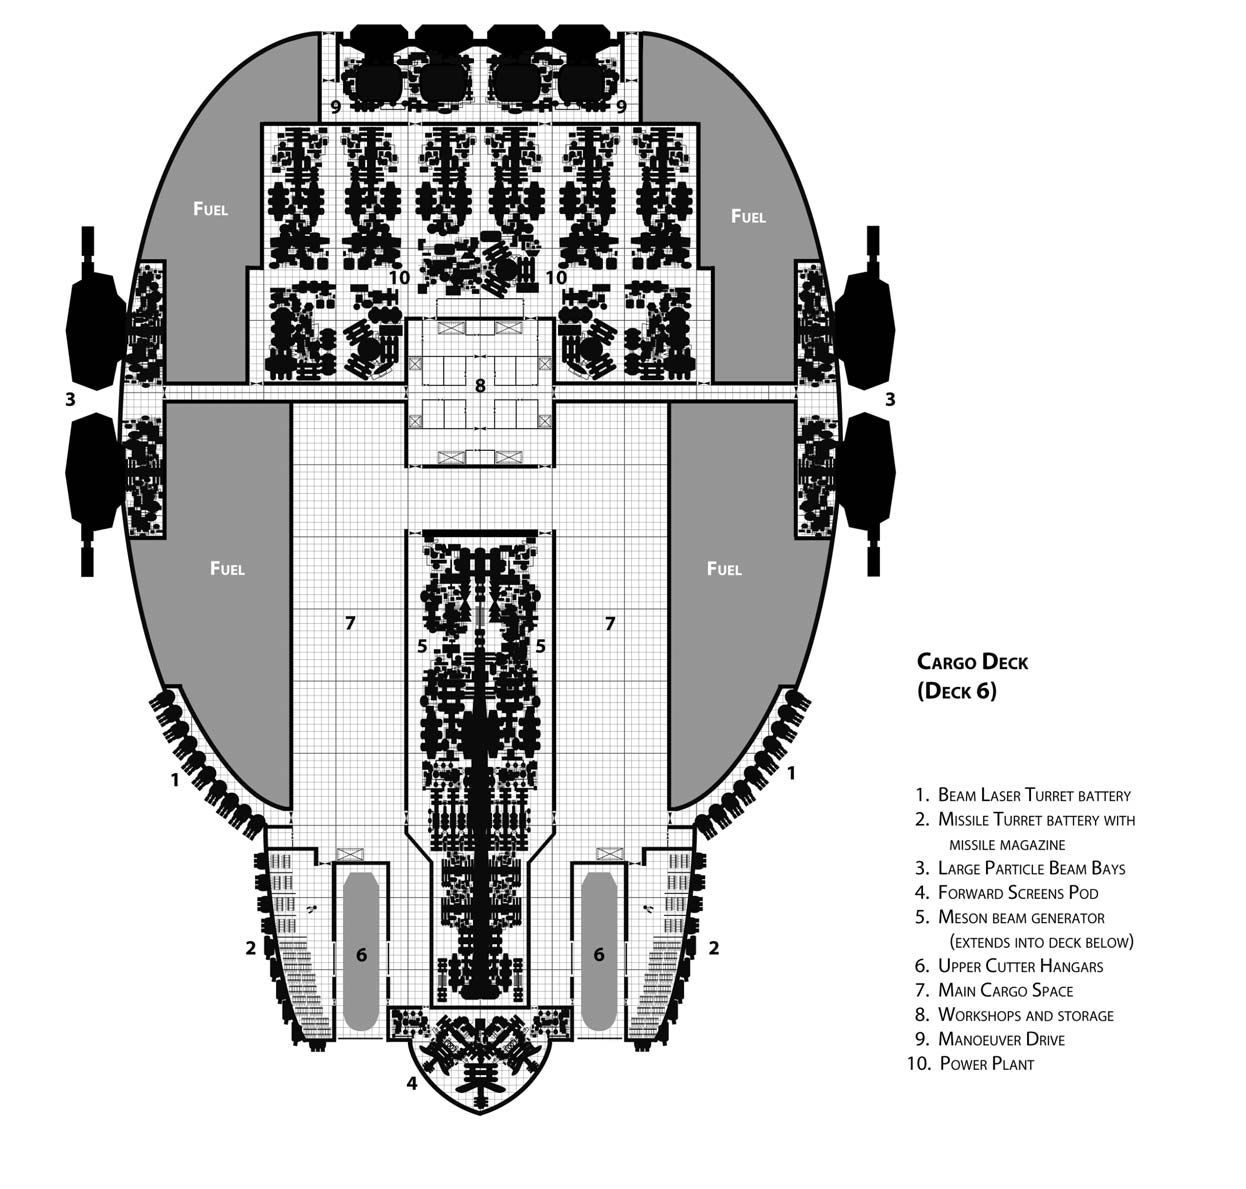 9
9
Fuel
Fuel
10
10
3
8
3
Fuel
Fuel
7
7
5
5
Cargo Deck
(Deck 6)
1
1
2
6
6
2
4
1. Beam Laser Turret battery
2. Missile Turret battery with
missile magazine
3. Large Particle Beam Bays
4. Forward Screens Pod
5. Meson beam generator
(extends into deck below)
6. Upper Cutter Hangars
7. Main Cargo Space
8. Workshops and storage
9. Manoeuver Drive
10. Power Plant